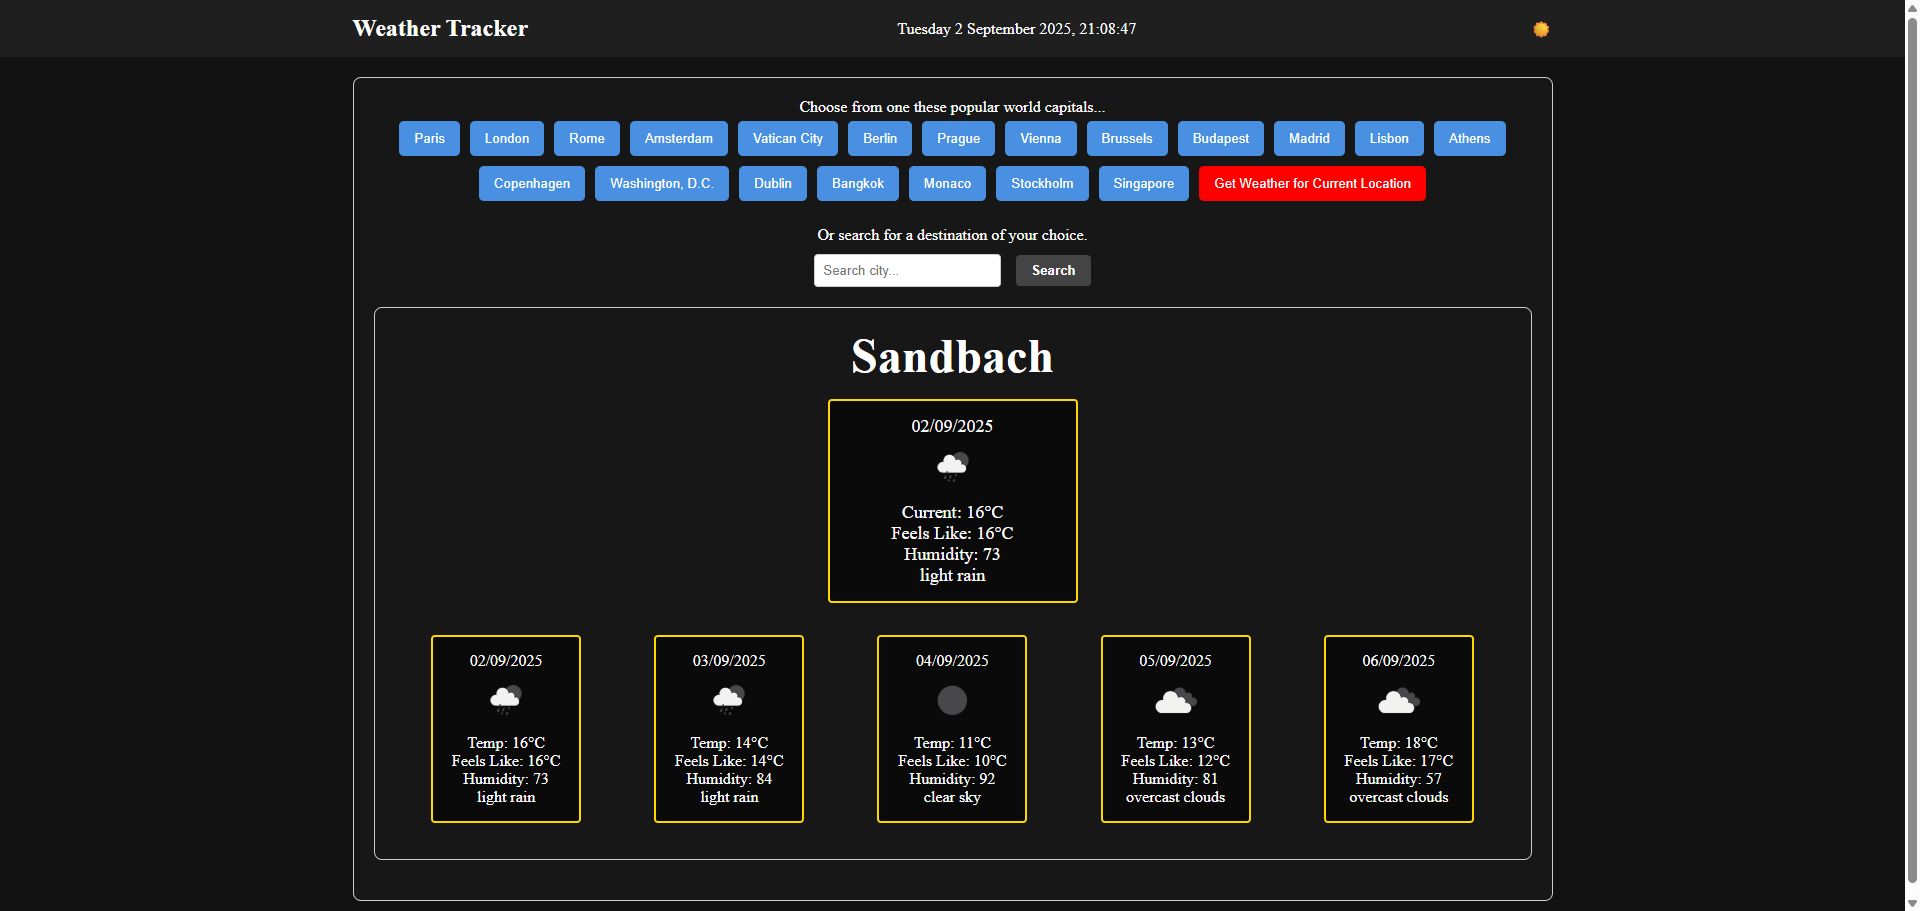 Weather Tracker
Tuesday 2 September 2025, 21:08:47
Choose from one these popular world capitals...
Paris London Rome Amsterdam Vatican City Berlin Prague Vienna Brussels Budapest Madrid Lisbon Athens
Copenhagen Washington, D.C. Dublin Bangkok Monaco Stockholm Singapore Get Weather for Current Location
Or search for a destination of your choice.
Search city... Search
Sandbach
02/09/2025
Current: 16°C
Feels Like: 16°C
Humidity: 73
light rain
02/09/2025
Temp: 16°C
Feels Like: 16°C
Humidity: 73
light rain
03/09/2025
Temp: 14°C
Feels Like: 14°C
Humidity: 84
light rain
04/09/2025
Temp: 11°C
Feels Like: 10°C
Humidity: 92
clear sky
05/09/2025
Temp: 13°C
Feels Like: 12°C
Humidity: 81
overcast clouds
06/09/2025
Temp: 18°C
Feels Like: 17°C
Humidity: 57
overcast clouds